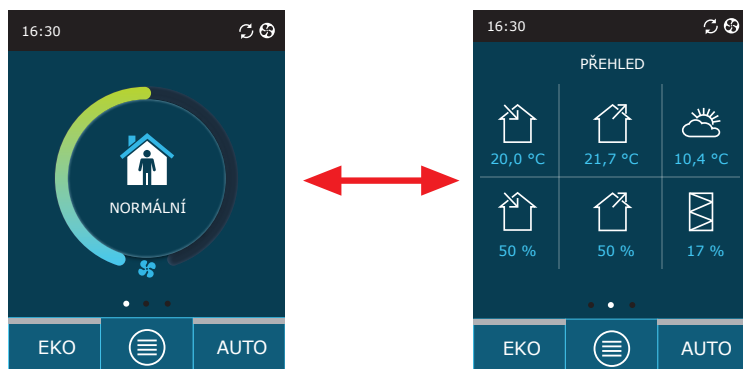 16:30
NORMÁLNÍ
EKO
AUTO
16:30
PŘEHLED
20,0 °C
21,7 °C
10,4 °C
50 %
50 %
17 %
EKO
AUTO